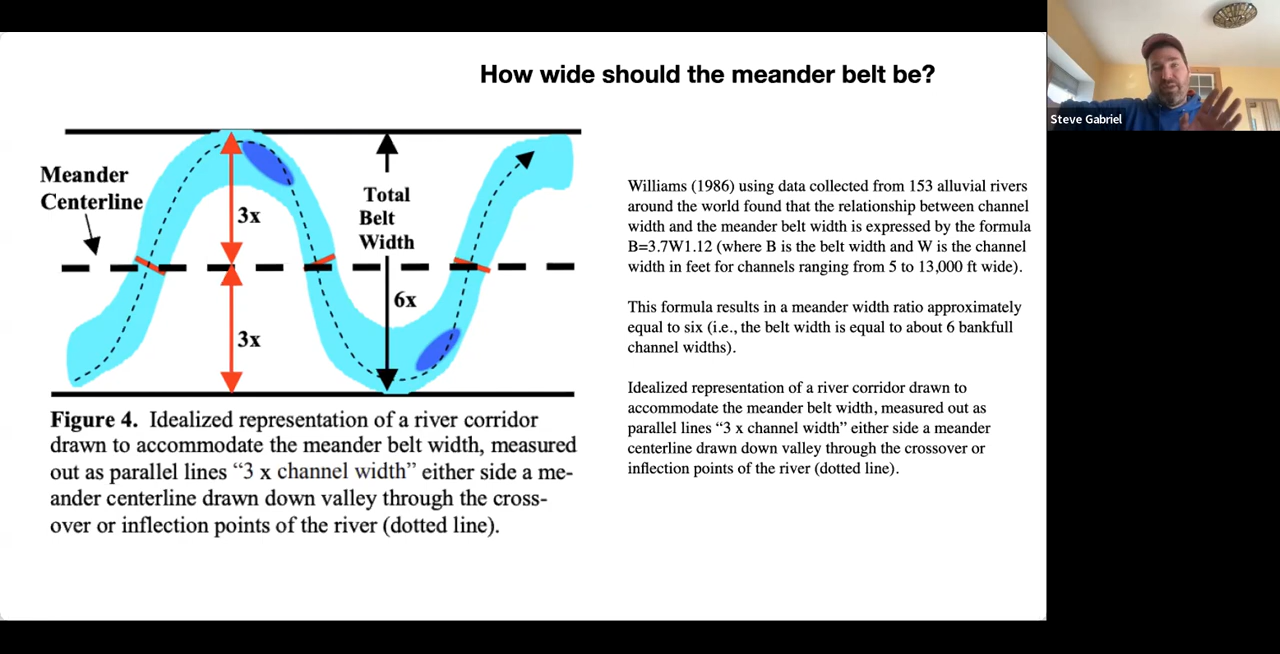 How wide should the meander belt be?
Steve Gabriel
Meander
Centerline
3x
Total
Belt
Width
6x
3x
Figure 4. Idealized representation of a river corridor
drawn to accommodate the meander belt width, measured
out as parallel lines “3 x channel width” either side a me-
ander centerline drawn down valley through the cross-
over or inflection points of the river (dotted line).
Williams (1986) using data collected from 153 alluvial rivers
around the world found that the relationship between channel
width and the meander belt width is expressed by the formula
B=3.7W1.12 (where B is the belt width and W is the channel
width in feet for channels ranging from 5 to 13,000 ft wide).
This formula results in a meander width ratio approximately
equal to six (i.e., the belt width is equal to about 6 bankfull
channel widths).
Idealized representation of a river corridor drawn to
accommodate the meander belt width, measured out as
parallel lines “3 x channel width” either side a meander
centerline drawn down valley through the crossover or
inflection points of the river (dotted line).